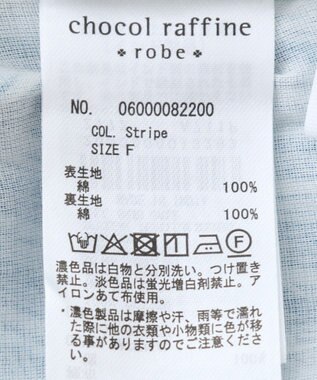 chocol raffine
robe
NO. 06000082200
COL. Stripe
SIZE F
表生地
綿 100%
裏生地
綿 100%
濃色品は白物と分別洗い。つけ置き
禁止。淡色品は蛍光増白剤禁止。ア
イロンあて布使用。
・濃色製品は摩擦や汗、雨等で濡れ
た際に他の衣類や小物類に色が移
る事がありますのでご注意くださ
い。